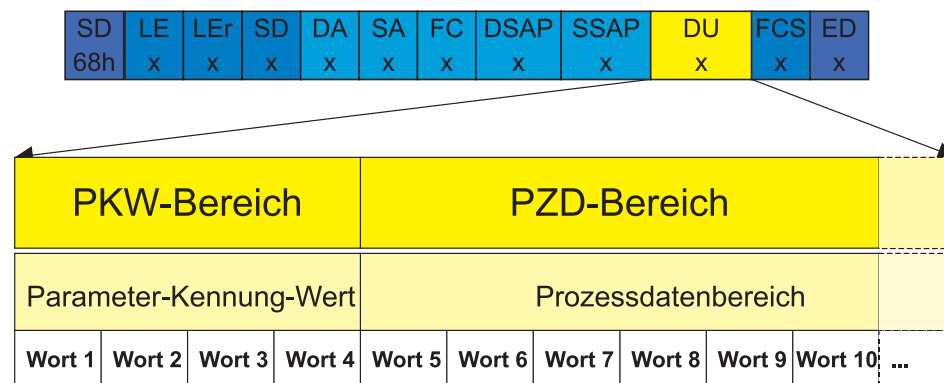 SD LE LEr SD DA SA FC DSAP SSAP DU FCS ED
68h x x x x x x x x x x x
PKW-Bereich PZD-Bereich
Parameter-Kennung-Wert Prozessdatenbereich
Wort 1 Wort 2 Wort 3 Wort 4 Wort 5 Wort 6 Wort 7 Wort 8 Wort 9 Wort 10 ...